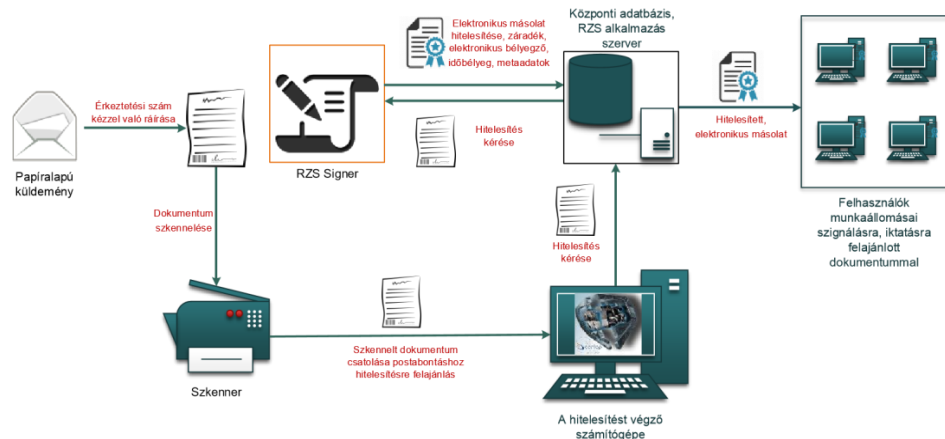 Elektronikus másolat
hitelesítése, záradék,
elektronikus bélyegző,
időbélyeg, metaadatok
Központi adatbázis,
RZS alkalmazás
szerver
Érkeztetési szám
kézzel való ráírása
Papíralapú
küldemény
RZS Signer
Hitelesítés
kérése
Hitelesített,
elektronikus másolat
Felhasználók
munkaállomásai
szignálásra, iktatásra
felajánlott
dokumentummal
Dokumentum
szkennelése
Hitelesítés
kérése
Szkenner
Szkennelt dokumentum
csatolása postabontáshoz
hitelesítésre felajánlás
A hitelesítést végző
számítógépe